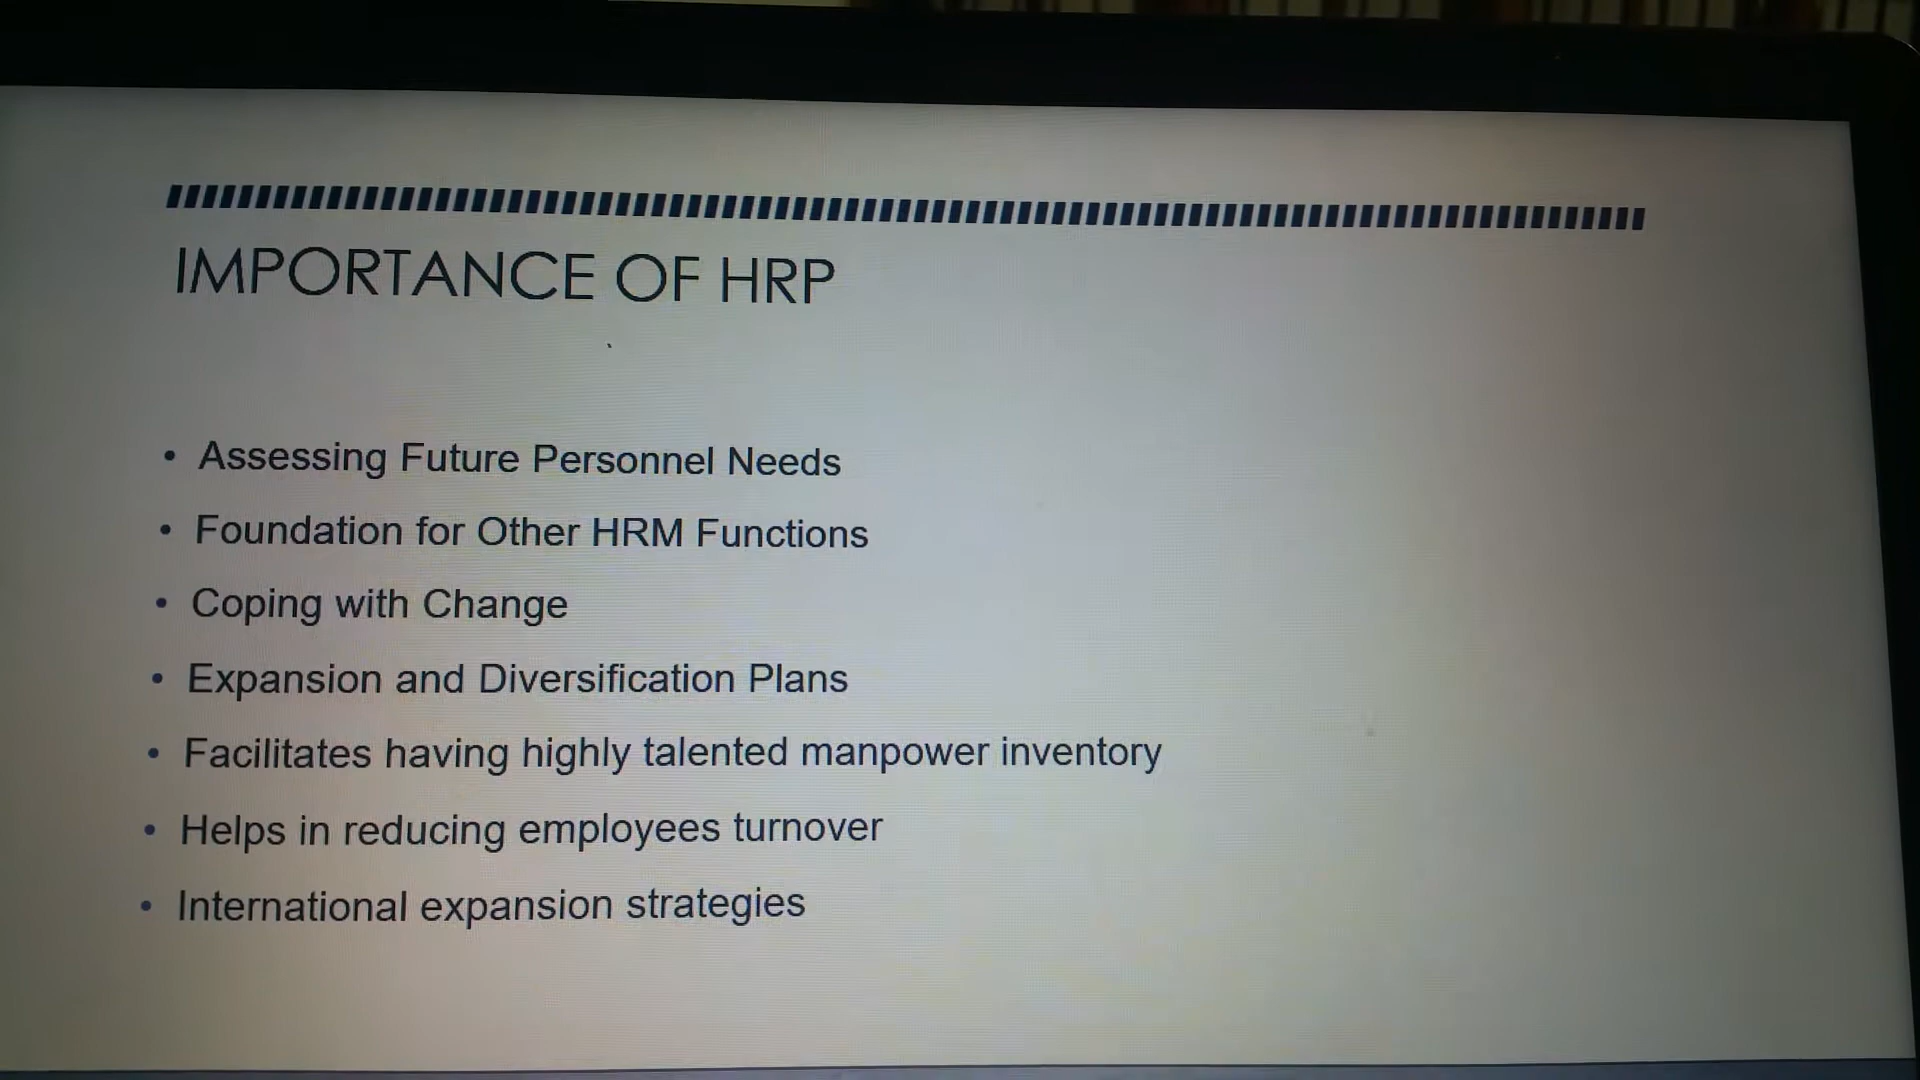 IMPORTANCE OF HRP
• Assessing Future Personnel Needs
• Foundation for Other HRM Functions
• Coping with Change
• Expansion and Diversification Plans
• Facilitates having highly talented manpower inventory
• Helps in reducing employees turnover
• International expansion strategies